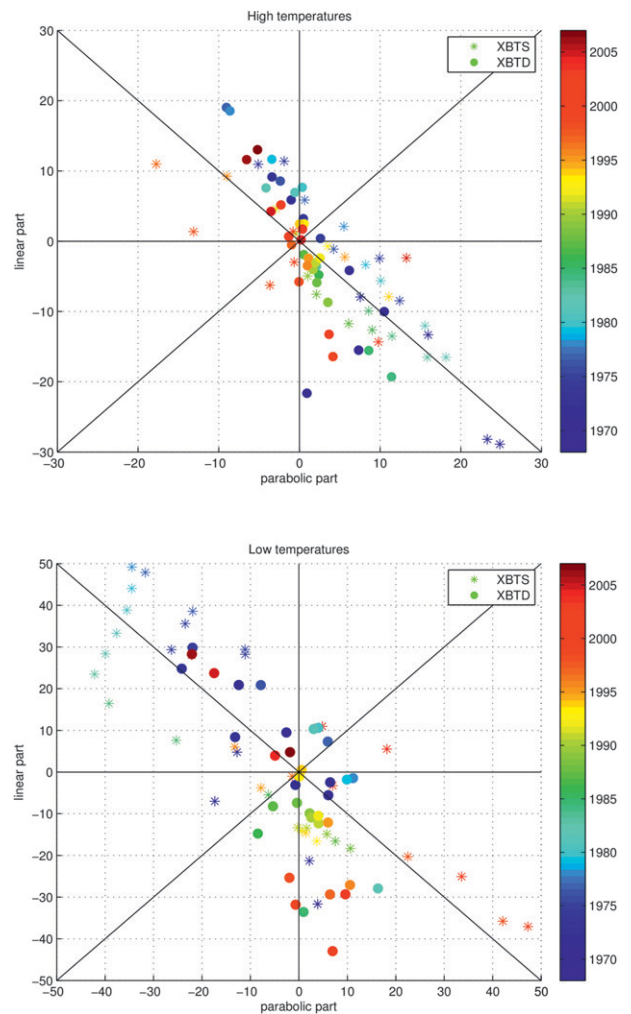 High temperatures
30
20
10
0
−10
−20
−30
linear part
−30 −20 −10 0 10 20 30
parabolic part
XBTS
XBTD
2005
2000
1995
1990
1985
1980
1975
1970
Low temperatures
50
40
30
20
10
0
−10
−20
−30
−40
−50
linear part
−50 −40 −30 −20 −10 0 10 20 30 40 50
parabolic part
XBTS
XBTD
2005
2000
1995
1990
1985
1980
1975
1970